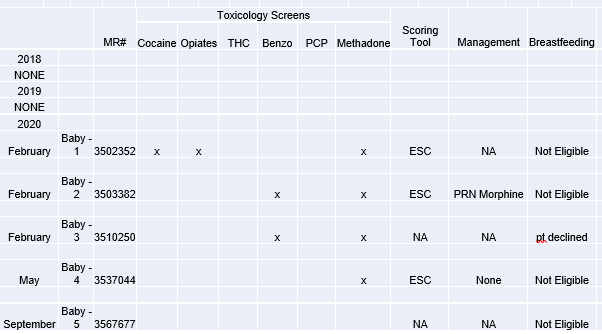 Toxicology Screens
MR# Cocaine Opiates THC Benzo PCP Methadone Scoring Tool Management Breastfeeding
2018
NONE
2019
NONE
2020
February Baby - 1 3502352 x x x ESC NA Not Eligible
February Baby - 2 3503382 x x ESC PRN Morphine Not Eligible
February Baby - 3 3510250 x x NA NA pt declined
May Baby - 4 3537044 x ESC None Not Eligible
September Baby - 5 3567677 NA NA Not Eligible